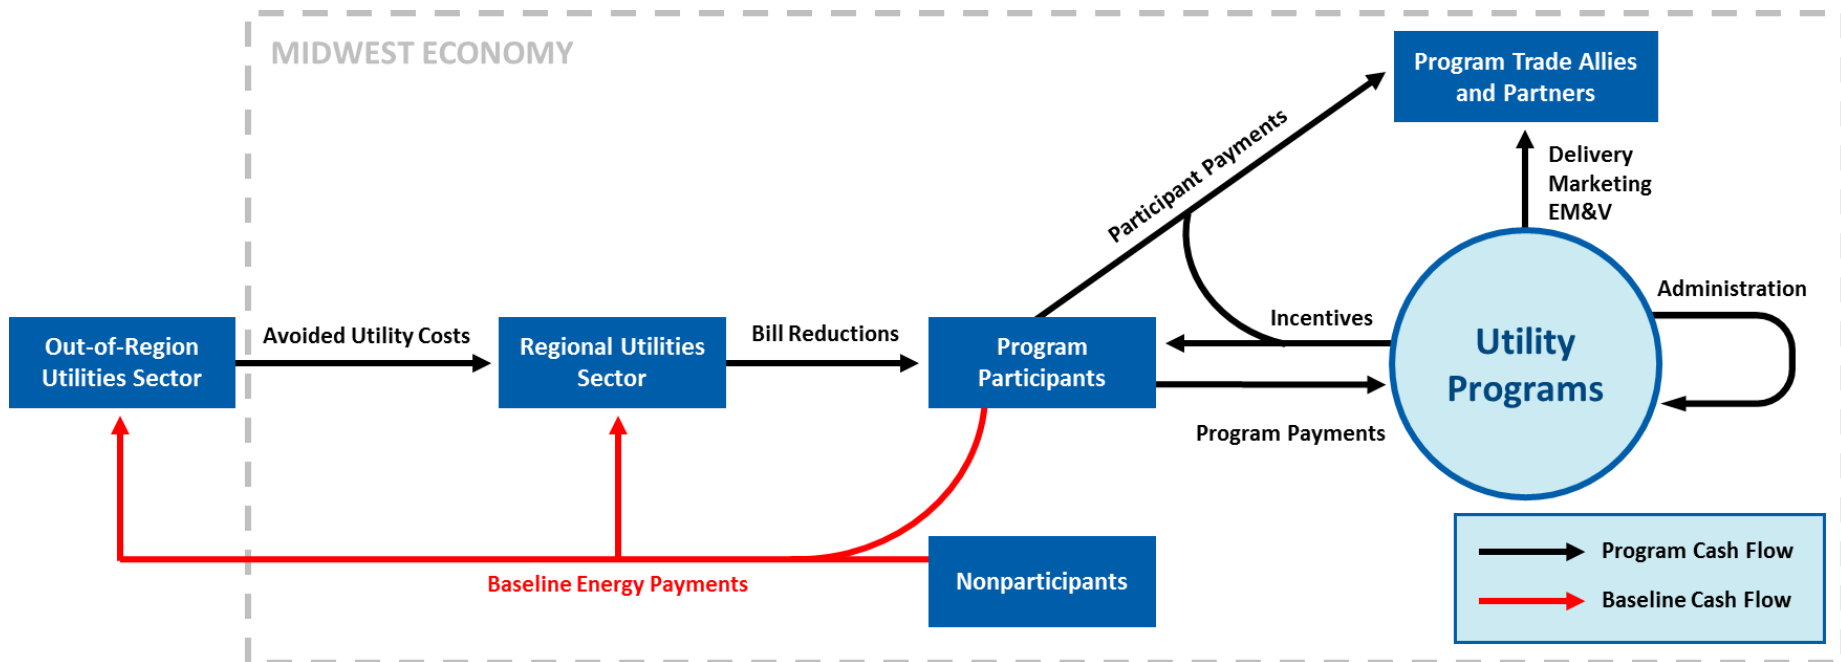 MIDWEST ECONOMY
Program Trade Allies
and Partners
Participant Payments
Delivery
Marketing
EM&V
Administration
Out-of-Region
Utilities Sector
Avoided Utility Costs
Regional Utilities
Sector
Bill Reductions
Program
Participants
Incentives
Program Payments
Utility
Programs
Baseline Energy Payments
Nonparticipants
Program Cash Flow
Baseline Cash Flow